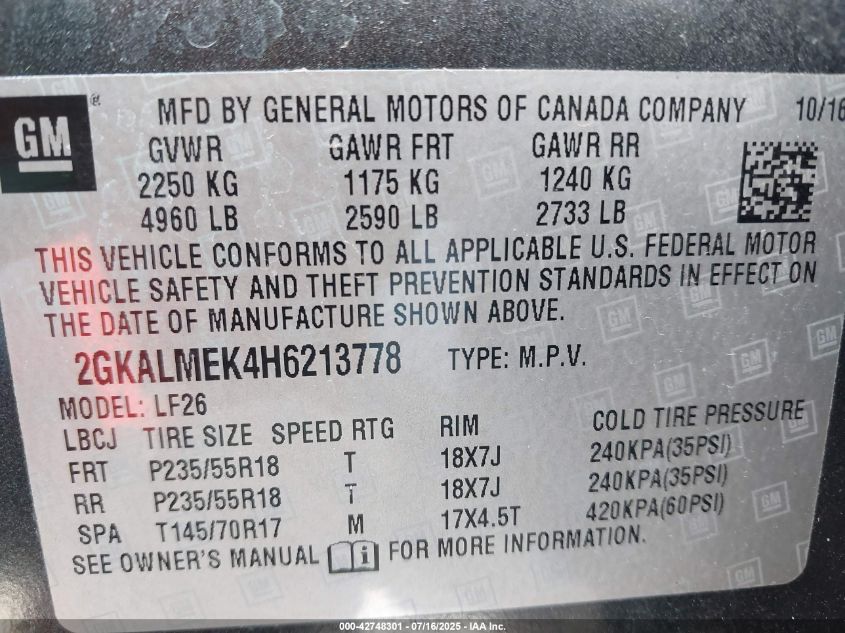 GM ® MFD BY GENERAL MOTORS OF CANADA COMPANY 10/16
GVWR GAWR FRT GAWR RR
2250 KG 1175 KG 1240 KG
4960 LB 2590 LB 2733 LB
THIS VEHICLE CONFORMS TO ALL APPLICABLE U.S. FEDERAL MOTOR
VEHICLE SAFETY AND THEFT PREVENTION STANDARDS IN EFFECT ON
THE DATE OF MANUFACTURE SHOWN ABOVE.
2GKALMEK4H6213778 TYPE: M.P.V.
MODEL: LF26
LBCJ TIRE SIZE SPEED RTG RIM COLD TIRE PRESSURE
FRT P235/55R18 T 18X7J 240KPA(35PSI)
RR P235/55R18 T 18X7J 240KPA(35PSI)
SPA T145/70R17 M 17X4.5T 420KPA(60PSI)
SEE OWNER'S MANUAL i FOR MORE INFORMATION.
000-42748301 - 07/16/2025 - IAA Inc.